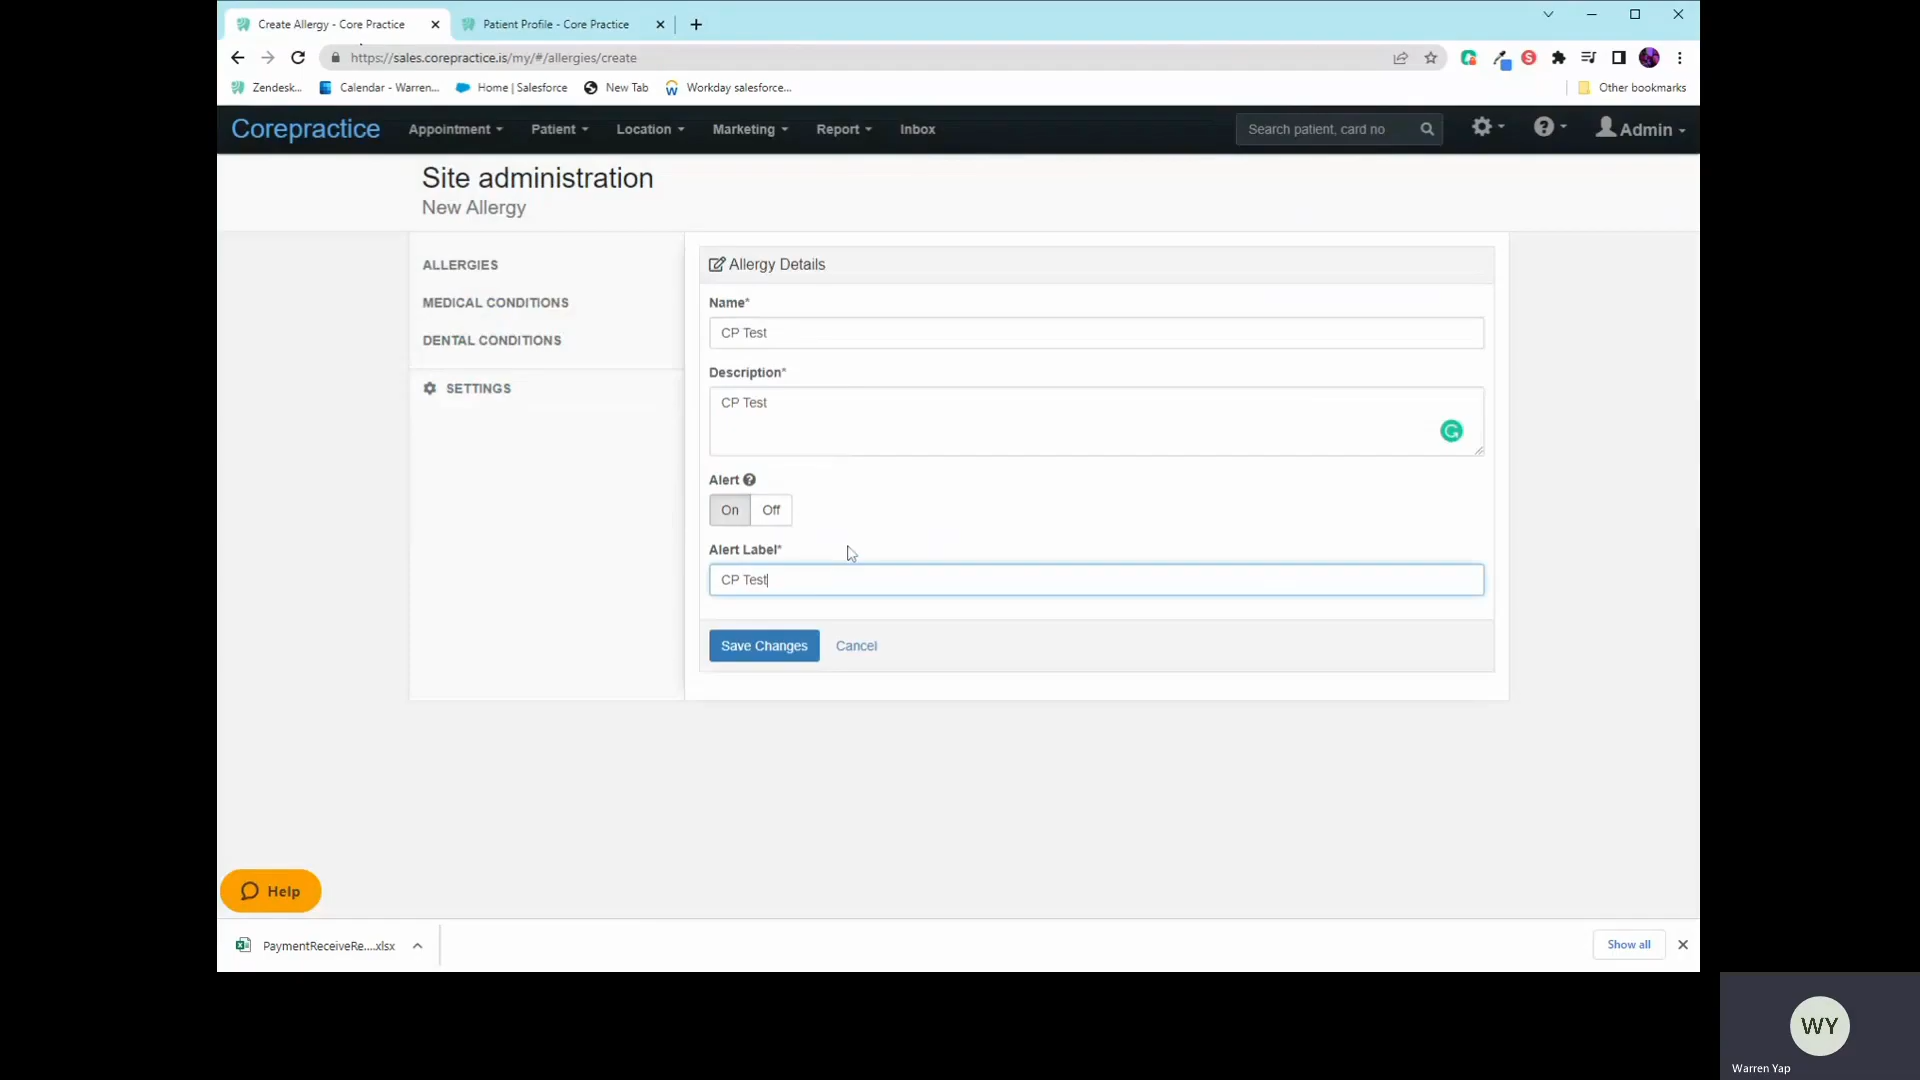 Create Allergy - Core Practice
Patient Profile - Core Practice
https://sales.corepractice.is/my/#/allergies/create
Zendesk...
Calendar - Warren...
Home | Salesforce
New Tab
Workday salesforce...
Other bookmarks
Corepractice
Appointment
Patient
Location
Marketing
Report
Inbox
Search patient, card no
Admin
Site administration
New Allergy
ALLERGIES
MEDICAL CONDITIONS
DENTAL CONDITIONS
SETTINGS
Allergy Details
Name*
CP Test
Description*
CP Test
Alert
On Off
Alert Label*
CP Test
Save Changes Cancel
Help
PaymentReceiveRe....xlsx
Show all
WY
Warren Yap